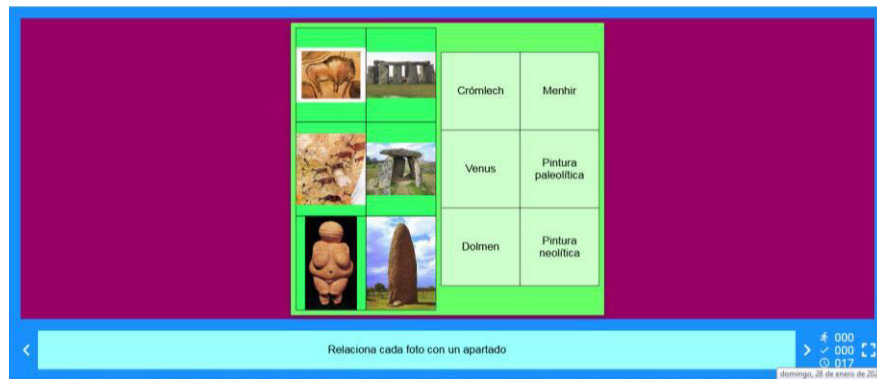 Crómlech
Menhir
Venus
Pintura
paleolítica
Dolmen
Pintura
neolítica
Relaciona cada foto con un apartado
000
000
017
domingo, 28 de enero de